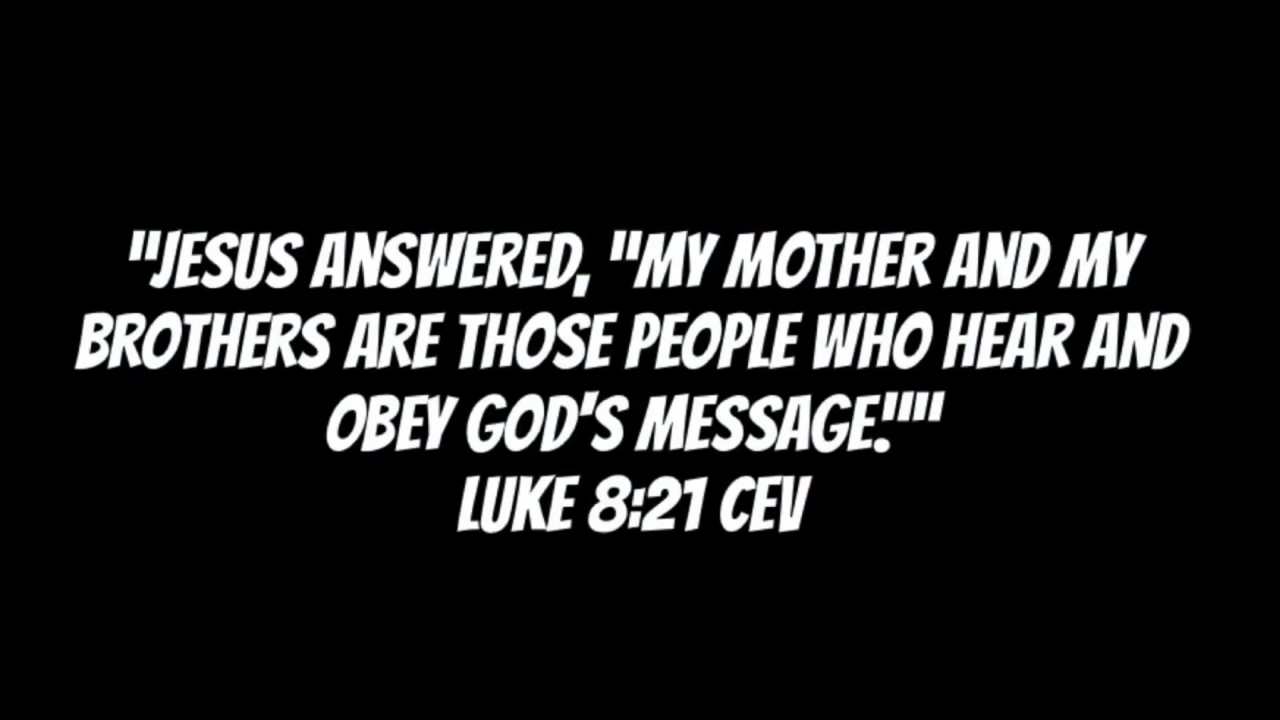 "JESUS ANSWERED, "MY MOTHER AND MY
BROTHERS ARE THOSE PEOPLE WHO HEAR AND
OBEY GOD'S MESSAGE.""
LUKE 8:21 CEV